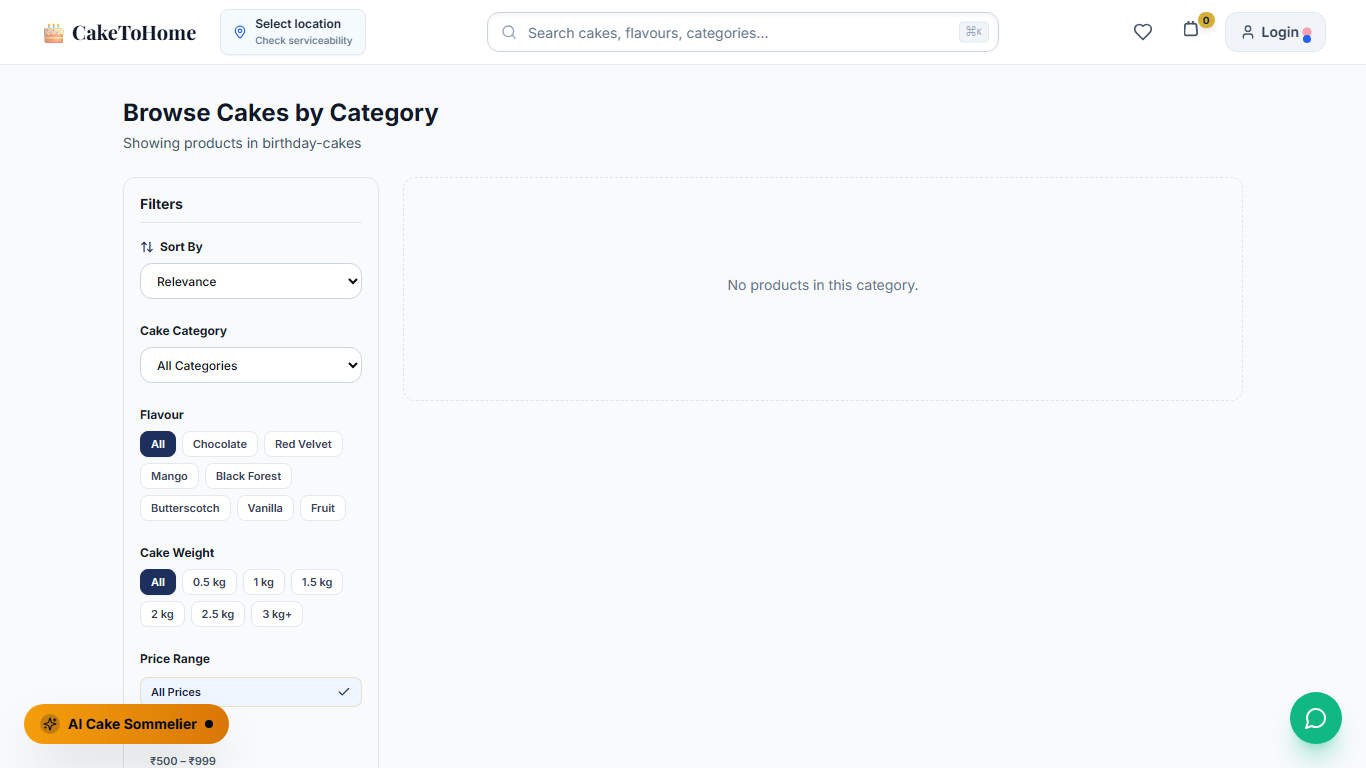 CakeToHome
Select location
Check serviceability
Search cakes, flavours, categories...
⌘K
0
Login
Browse Cakes by Category
Showing products in birthday-cakes
Filters
Sort By
Relevance
Cake Category
All Categories
Flavour
All
Chocolate
Red Velvet
Mango
Black Forest
Butterscotch
Vanilla
Fruit
Cake Weight
All
0.5 kg
1 kg
1.5 kg
2 kg
2.5 kg
3 kg+
Price Range
All Prices
₹500 – ₹999
No products in this category.
AI Cake Sommelier